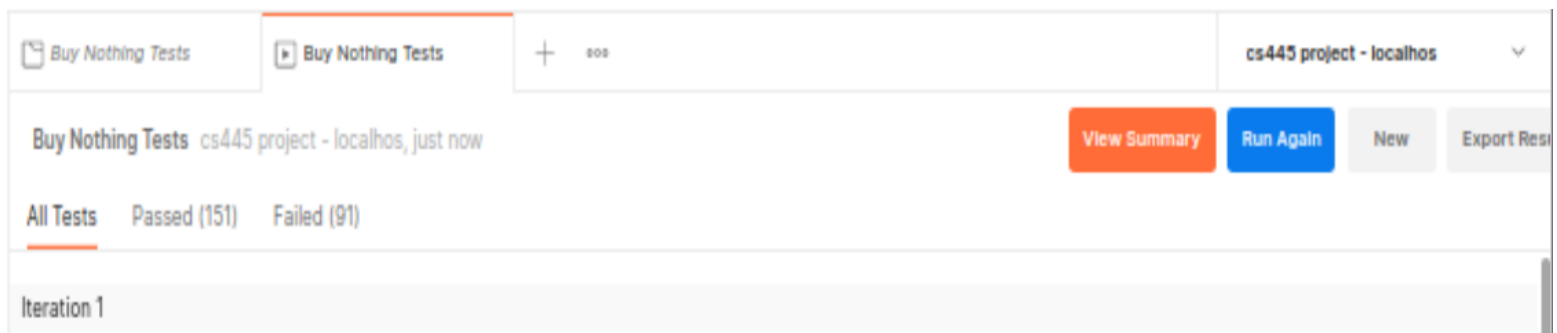 Buy Nothing Tests Buy Nothing Tests cs445 project - localhos
Buy Nothing Tests cs445 project - localhos, just now View Summary Run Again New Export Resu
All Tests Passed (151) Failed (91)
Iteration 1